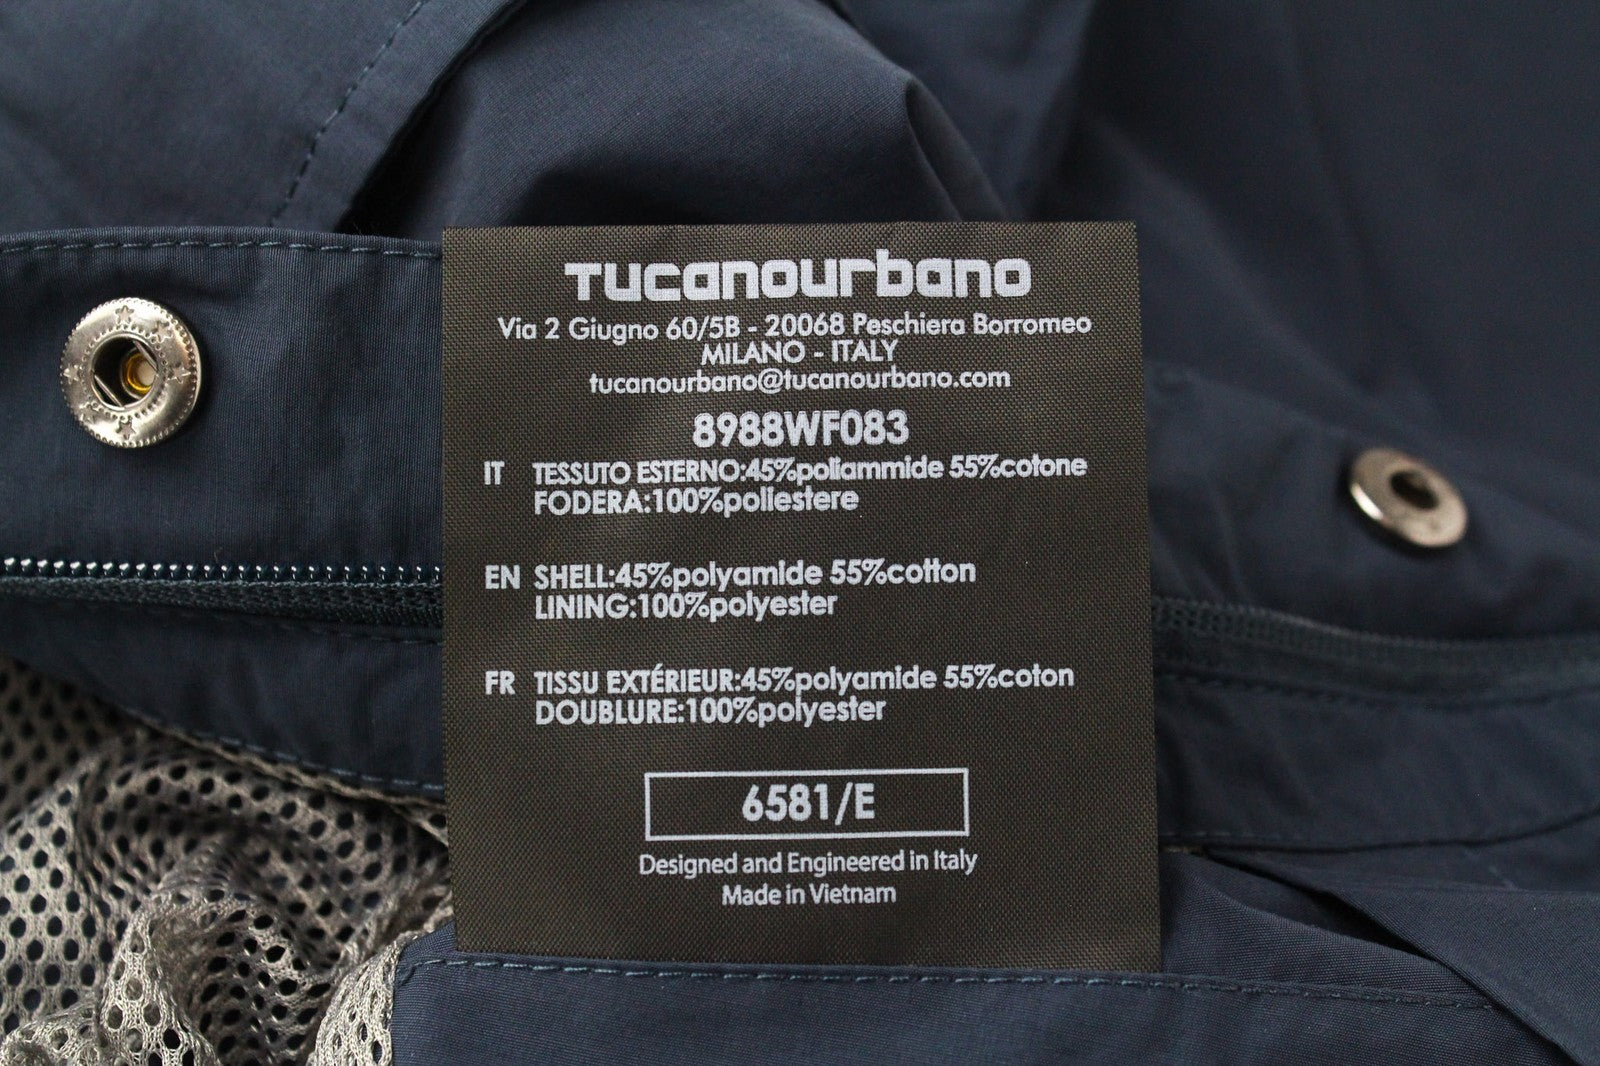 Tucanourbano
Via 2 Giugno 60/5B - 20068 Peschiera Borromeo
MILANO - ITALY
tucanourbano@tucanourbano.com
8988WF083
IT TESSUTO ESTERNO:45%poliammide 55%cotone
FODERA:100%poliestere
EN SHELL:45%polyamide 55%cotton
LINING:100%polyester
FR TISSU EXTÉRIEUR:45%polyamide 55%coton
DOUBLURE:100%polyester
6581/E
Designed and Engineered in Italy
Made in Vietnam